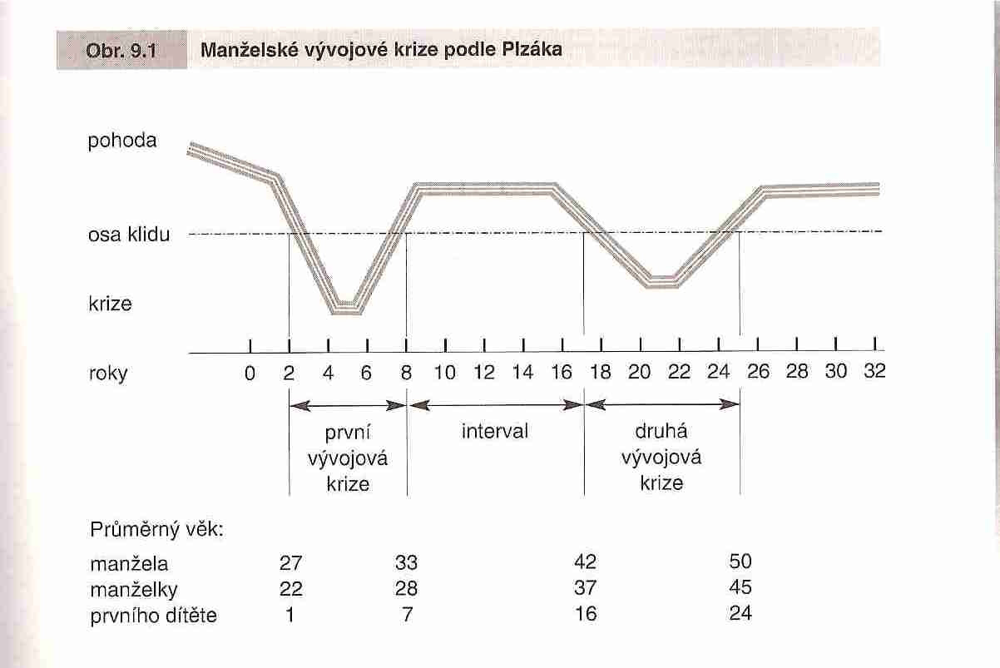 Obr. 9.1 Manželské vývojové krize podle Plzáka
pohoda
osa klidu
krize
roky 0 2 4 6 8 10 12 14 16 18 20 22 24 26 28 30 32
první vývojová krize
interval
druhá vývojová krize
Průměrný věk:
manžela 27 33 42 50
manželky 22 28 37 45
prvního dítěte 1 7 16 24